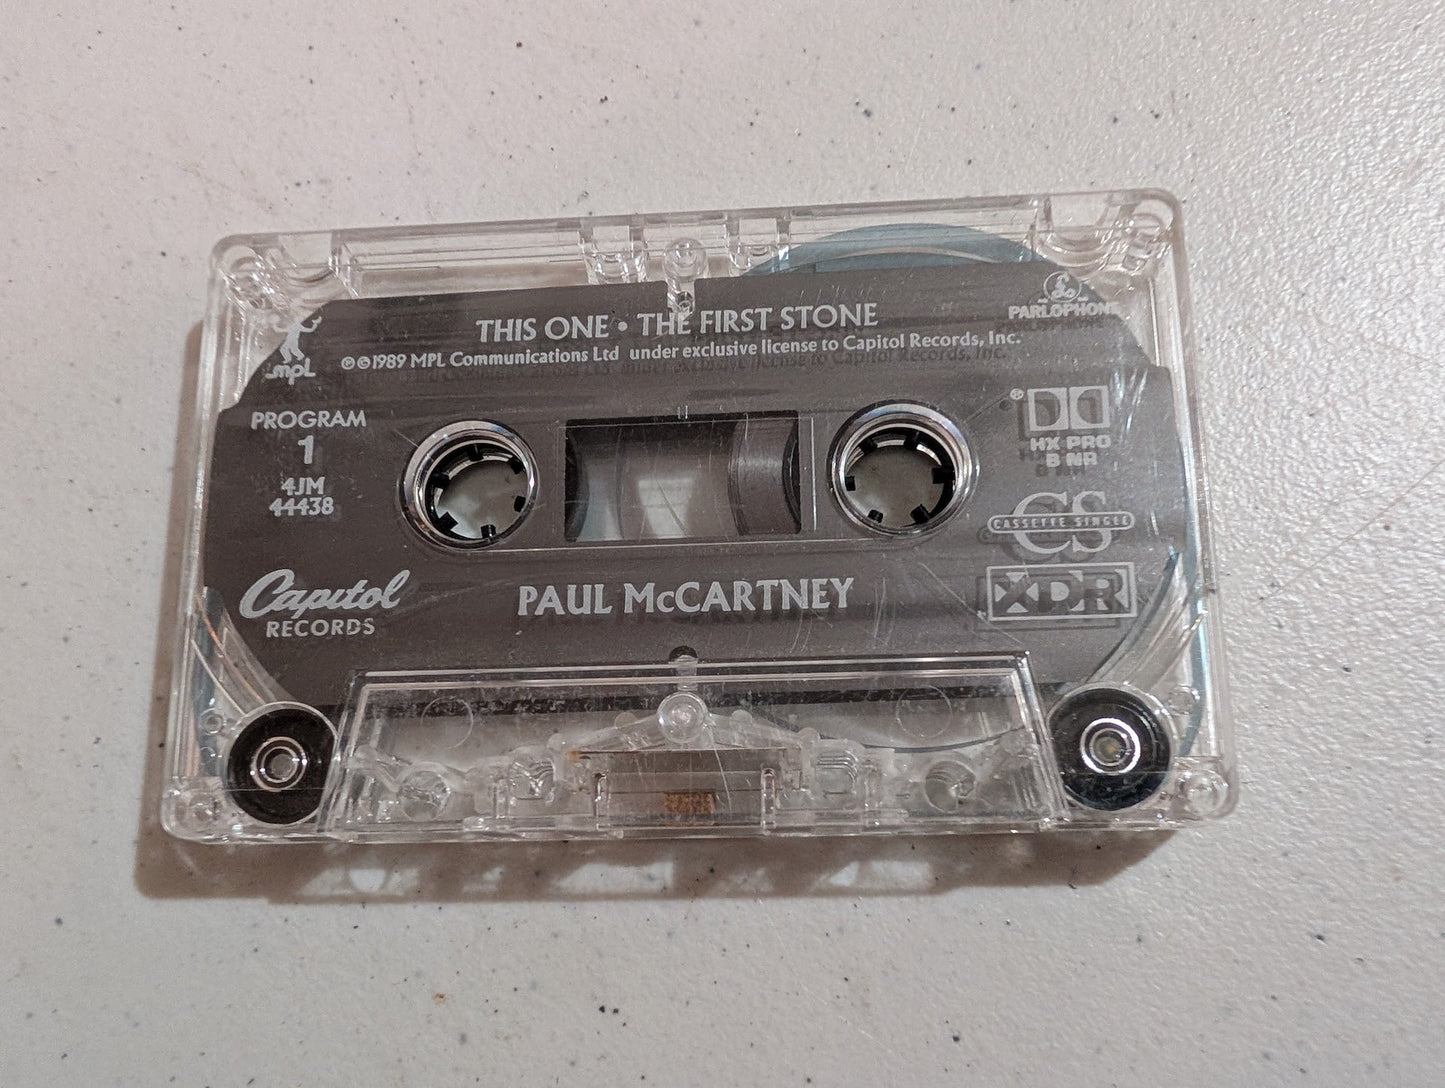 THIS ONE • THE FIRST STONE
℗©1989 MPL Communications Ltd under exclusive license to Capitol Records, Inc.
mpL
PARLOPHONE
PROGRAM
1
4JM
44438
®
HX PRO
B NR
CS
CASSETTE SINGLE
XDR
Capitol
RECORDS
PAUL McCARTNEY